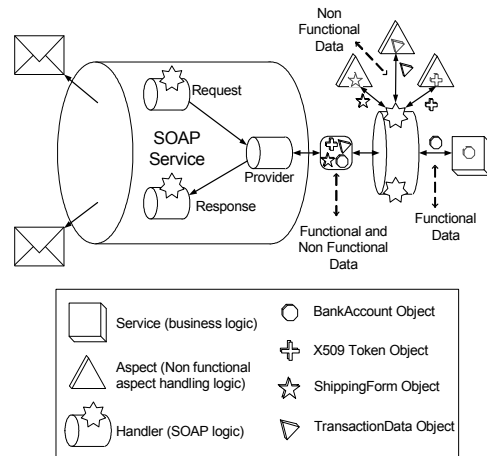 Non
Functional
Data
Request
SOAP
Service
Provider
Response
Functional and
Non Functional
Data
Functional
Data
Service (business logic)
Aspect (Non functional
aspect handling logic)
Handler (SOAP logic)
BankAccount Object
X509 Token Object
ShippingForm Object
TransactionData Object